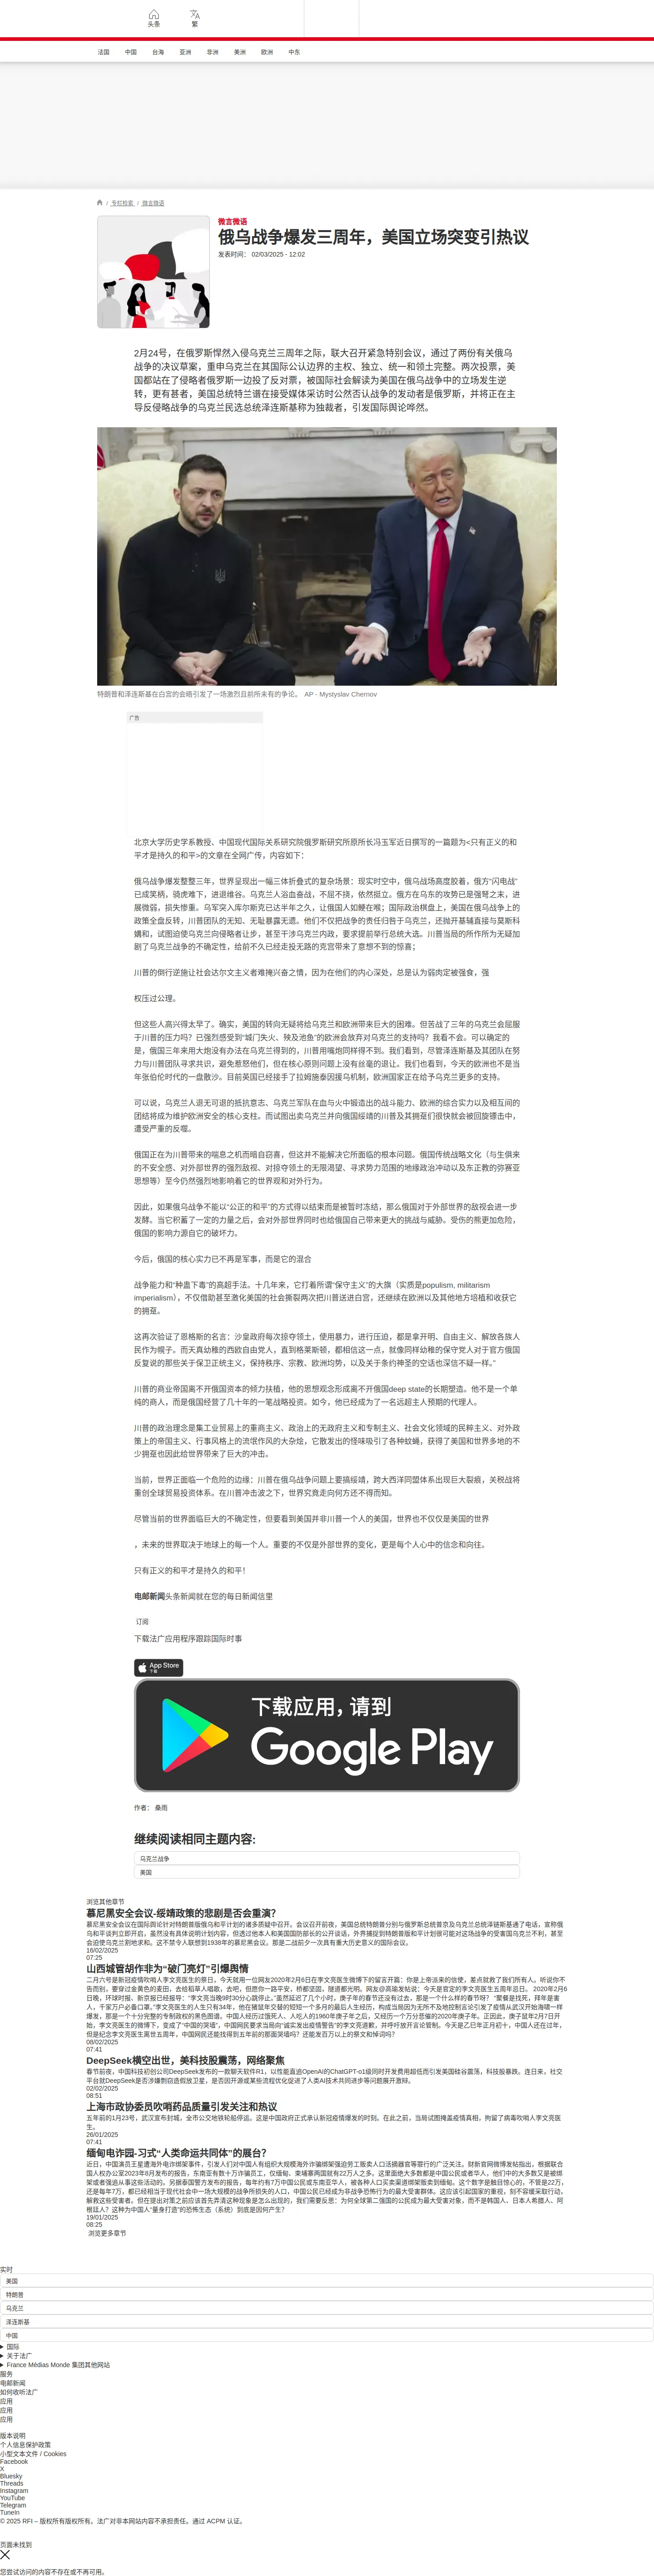 头条
繁
法国
中国
台海
亚洲
非洲
美洲
欧洲
中东
/ 专栏检索 / 微言微语
微言微语
俄乌战争爆发三周年，美国立场突变引热议
发表时间： 02/03/2025 - 12:02
2月24号，在俄罗斯悍然入侵乌克兰三周年之际，联大召开紧急特别会议，通过了两份有关俄乌
战争的决议草案，重申乌克兰在其国际公认边界的主权、独立、统一和领土完整。两次投票，美
国都站在了侵略者俄罗斯一边投了反对票，被国际社会解读为美国在俄乌战争中的立场发生逆
转，更有甚者，美国总统特兰谱在接受媒体采访时公然否认战争的发动者是俄罗斯，并将正在主
导反侵略战争的乌克兰民选总统泽连斯基称为独裁者，引发国际舆论哗然。
特朗普和泽连斯基在白宫的会晤引发了一场激烈且前所未有的争论。 AP - Mystyslav Chernov
广告
北京大学历史学系教授、中国现代国际关系研究院俄罗斯研究所原所长冯玉军近日撰写的一篇题为<只有正义的和
平才是持久的和平>的文章在全网广传，内容如下：
俄乌战争爆发整整三年，世界呈现出一幅三体折叠式的复杂场景：现实时空中，俄乌战场高度胶着，俄方“闪电战”
已成笑柄，骑虎难下，进退维谷。乌克兰人浴血奋战，不屈不挠，依然挺立。俄方在乌东的攻势已是强弩之末，进
展微弱，损失惨重。乌军突入库尔斯克已达半年之久，让俄国人如鲠在喉；国际政治棋盘上，美国在俄乌战争上的
政策全盘反转，川普团队的无知、无耻暴露无遗。他们不仅把战争的责任归咎于乌克兰，还抛开基辅直接与莫斯科
媾和，试图迫使乌克兰向侵略者让步，甚至干涉乌克兰内政，要求提前举行总统大选。川普当局的所作所为无疑加
剧了乌克兰战争的不确定性，给前不久已经走投无路的克宫带来了意想不到的惊喜；
川普的倒行逆施让社会达尔文主义者难掩兴奋之情，因为在他们的内心深处，总是认为弱肉定被强食，强
权压过公理。
但这些人高兴得太早了。确实，美国的转向无疑将给乌克兰和欧洲带来巨大的困难。但苦战了三年的乌克兰会屈服
于川普的压力吗？已强烈感受到“城门失火、殃及池鱼”的欧洲会放弃对乌克兰的支持吗？我看不会。可以确定的
是，俄国三年来用大炮没有办法在乌克兰得到的，川普用嘴炮同样得不到。我们看到，尽管泽连斯基及其团队在努
力与川普团队寻求共识，避免惹怒他们，但在核心原则问题上没有丝毫的退让。我们也看到，今天的欧洲也不是当
年张伯伦时代的一盘散沙。目前英国已经接手了拉姆施泰因援乌机制，欧洲国家正在给予乌克兰更多的支持。
可以说，乌克兰人退无可退的抵抗意志、乌克兰军队在血与火中锻造出的战斗能力、欧洲的综合实力以及相互间的
团结将成为维护欧洲安全的核心支柱。而试图出卖乌克兰并向俄国绥靖的川普及其拥趸们很快就会被回旋镖击中，
遭受严重的反噬。
俄国正在为川普带来的喘息之机而暗自窃喜，但这并不能解决它所面临的根本问题。俄国传统战略文化（与生俱来
的不安全感、对外部世界的强烈敌视、对掠夺领土的无限渴望、寻求势力范围的地缘政治冲动以及东正教的弥赛亚
思想等）至今仍然强烈地影响着它的世界观和对外行为。
因此，如果俄乌战争不能以“公正的和平”的方式得以结束而是被暂时冻结，那么俄国对于外部世界的敌视会进一步
发酵。当它积蓄了一定的力量之后，会对外部世界同时也给俄国自己带来更大的挑战与威胁。受伤的熊更加危险，
俄国的影响力源自它的破坏力。
今后，俄国的核心实力已不再是军事，而是它的混合
战争能力和“种蛊下毒”的高超手法。十几年来，它打着所谓“保守主义”的大旗（实质是populism, militarism
imperialism），不仅借助甚至激化美国的社会撕裂两次把川普送进白宫，还继续在欧洲以及其他地方培植和收获它
的拥趸。
这再次验证了恩格斯的名言：沙皇政府每次掠夺领土，使用暴力，进行压迫，都是拿开明、自由主义、解放各族人
民作为幌子。而天真幼稚的西欧自由党人，直到格莱斯顿，都相信这一点，就像同样幼稚的保守党人对于官方俄国
反复说的那些关于保卫正统主义，保持秩序、宗教、欧洲均势，以及关于条约神圣的空话也深信不疑一样。”
川普的商业帝国离不开俄国资本的倾力扶植，他的思想观念形成离不开俄国deep state的长期塑造。他不是一个单
纯的商人，而是俄国经营了几十年的一笔战略投资。如今，他已经成为了一名远超主人预期的代理人。
川普的政治理念是集工业贸易上的重商主义、政治上的无政府主义和专制主义、社会文化领域的民粹主义、对外政
策上的帝国主义、行事风格上的流氓作风的大杂烩，它散发出的怪味吸引了各种蚊蝇，获得了美国和世界多地的不
少拥趸也因此给世界带来了巨大的冲击。
当前，世界正面临一个危险的边缘：川普在俄乌战争问题上要搞绥靖，跨大西洋同盟体系出现巨大裂痕，关税战将
重创全球贸易投资体系。在川普冲击波之下，世界究竟走向何方还不得而知。
尽管当前的世界面临巨大的不确定性，但要看到美国并非川普一个人的美国，世界也不仅仅是美国的世界
，未来的世界取决于地球上的每一个人。重要的不仅是外部世界的变化，更是每个人心中的信念和向往。
只有正义的和平才是持久的和平！
电邮新闻头条新闻就在您的每日新闻信里
订阅
下载法广应用程序跟踪国际时事
App Store
下载
下载应用，请到
Google Play
作者： 桑雨
继续阅读相同主题内容:
乌克兰战争
美国
浏览其他章节
慕尼黑安全会议-绥靖政策的悲剧是否会重演？
慕尼黑安全会议在国际舆论针对特朗普版俄乌和平计划的诸多质疑中召开。会议召开前夜，美国总统特朗普分别与俄罗斯总统普京及乌克兰总统泽链斯基通了电话，宣称俄
乌和平谈判立即开启，虽然没有具体说明计划内容，但透过他本人和美国国防部长的公开谈话，外界捕捉到特朗普版和平计划很可能对这场战争的受害国乌克兰不利，甚至
会迫使乌克兰割地求和。这不禁令人联想到1938年的慕尼黑会议。那是二战前夕一次具有重大历史意义的国际会议。
16/02/2025
07:25
山西城管胡作非为“破门亮灯”引爆舆情
二月六号是新冠疫情吹哨人李文亮医生的祭日，今天就用一位网友2020年2月6日在李文亮医生微博下的留言开篇：你是上帝派来的信使，差点就救了我们所有人。听说你不
告而别，要穿过金黄色的麦田，去给稻草人唱歌，去吧，但愿你一路平安，桥都坚固，隧道都光明。网友@高瑜发帖说：今天是官定的李文亮医生五周年忌日。 2020年2月6
日晚，环球时报、新京报已经报导：“李文亮当晚9时30分心跳停止。”虽然延迟了几个小时，庚子年的春节还没有过去，那是一个什么样的春节呀？ “聚餐是找死，拜年是害
人，千家万户必备口罩。”李文亮医生的人生只有34年，他在猪鼠年交替的短短一个多月的最后人生经历，构成当局因为无所不及地控制言论引发了疫情从武汉开始海啸一样
爆发，那是一个十分完整的专制政权的黑色图谱。中国人经历过饿死人、人吃人的1960年庚子年之后，又经历一个万分悲催的2020年庚子年。正因此，庚子鼠年2月7日开
始，李文亮医生的微博下，变成了“中国的哭墙”，中国网民要求当局向“诚实发出疫情警告”的李文亮道歉，并呼吁放开言论管制。今天是乙巳年正月初十，中国人还在过年，
但是纪念李文亮医生离世五周年，中国网民还能找得到五年前的那面哭墙吗？还能发百万以上的祭文和悼词吗？
08/02/2025
07:41
DeepSeek横空出世，美科技股震荡，网络聚焦
春节前夜，中国科技初创公司DeepSeek发布的一款聊天软件R1，以性能直追OpenAI的ChatGPT-o1级同时开发费用超低而引发美国硅谷震荡，科技股暴跌。连日来，社交
平台就DeepSeek是否涉嫌剽窃造假放卫星，是否因开源或某些流程优化促进了人类AI技术共同进步等问题展开激辩。
02/02/2025
08:51
上海市政协委员吹哨药品质量引发关注和热议
五年前的1月23号，武汉宣布封城，全市公交地铁轮船停运。这是中国政府正式承认新冠疫情爆发的时刻。在此之前，当局试图掩盖疫情真相，拘留了病毒吹哨人李文亮医
生。
26/01/2025
07:41
缅甸电诈园-习式“人类命运共同体”的展台？
近日，中国演员王星遭海外电诈绑架事件，引发人们对中国人有组织大规模海外诈骗绑架强迫劳工贩卖人口活摘器官等罪行的广泛关注。财新官网微博发帖指出，根据联合
国人权办公室2023年8月发布的报告，东南亚有数十万诈骗员工，仅缅甸、柬埔寨两国就有22万人之多。这里面绝大多数都是中国公民或者华人，他们中的大多数又是被绑
架或者强迫从事这些活动的。另据泰国警方发布的报告，每年约有7万中国公民或东南亚、其他华人被各种人口买卖渠道绑架贩卖到缅甸。这个数字是触目惊心的，不管是22万，
还是每年7万，都已经相当于现代社会中一场大规模的战争所损失的人口，中国公民已经成为非战争恐怖行为的最大受害群体。这应该引起国家的重视，刻不容缓采取行动，
解救这些受害者。但在提出对策之前应该首先弄清这种现象是怎么出现的，我们需要反思：为何全球第二强国的公民成为最大受害对象，而不是韩国人、日本人希腊人、阿
根廷人？这种为中国人“量身打造”的恐怖生态（系统）到底是因何产生？
19/01/2025
08:25
浏览更多章节
实时
美国
特朗普
乌克兰
泽连斯基
中国
▶ 国际
▶ 关于法广
▶ France Médias Monde 集团其他网站
服务
电邮新闻
如何收听法广
应用
应用
应用
版本说明
个人信息保护政策
小型文本文件 / Cookies
Facebook
X
Bluesky
Threads
Instagram
YouTube
Telegram
TuneIn
© 2025 RFI – 版权所有版权所有。法广对非本网站内容不承担责任。通过 ACPM 认证。
页面未找到
您尝试访问的内容不存在或不再可用。